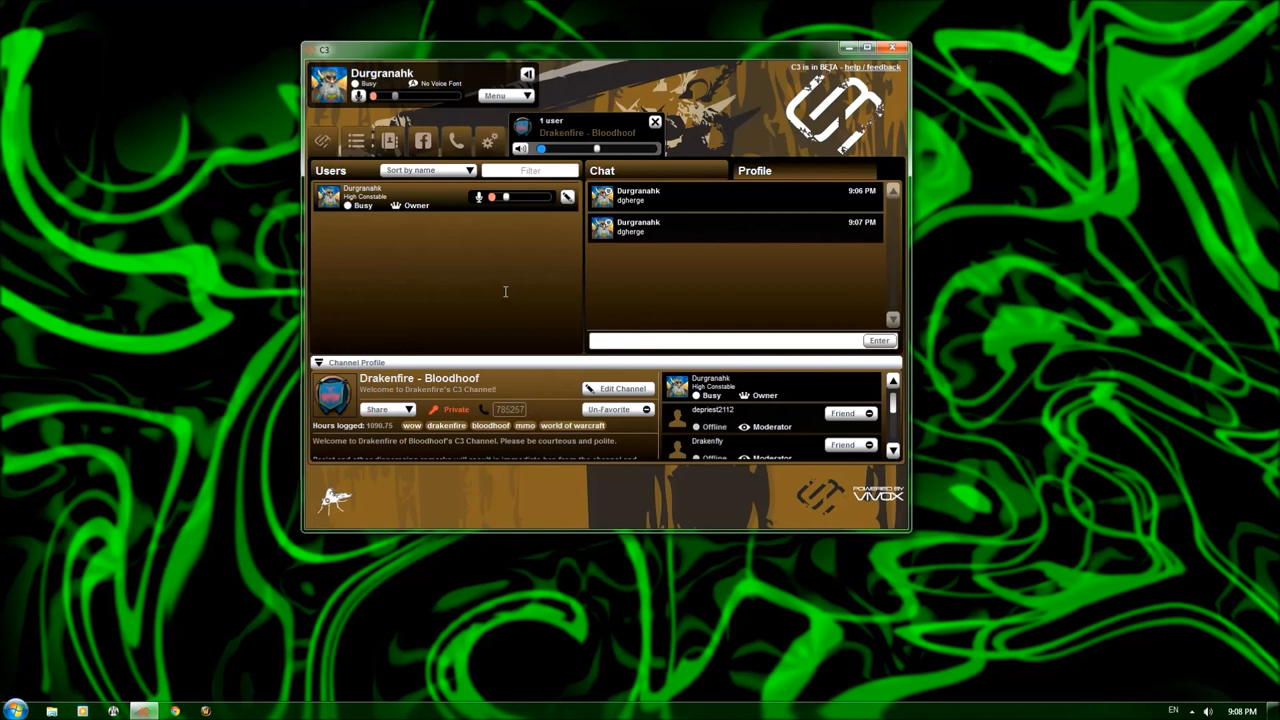 C3
Durgranahk
Busy
No Voice Font
Menu
C3 is in BETA - help / feedback
1 user
Drakenfire - Bloodhoof
Users
Sort by name
Filter
Chat
Profile
Durgranahk
High Constable
Busy
Owner
Durgranahk
9:06 PM
dgherge
Durgranahk
9:07 PM
dgherge
Enter
Channel Profile
Drakenfire - Bloodhoof
Welcome to Drakenfire's C3 Channel!
Edit Channel
Share
Private
785257
Un-Favorite
Hours logged: 1090.75
wow
drakenfire
bloodhoof
mmo
world of warcraft
Welcome to Drakenfire of Bloodhoof's C3 Channel. Please be courteous and polite.
Durgranahk
High Constable
Busy
Owner
depriest2112
Offline
Moderator
Friend
Drakenfly
Offline
Moderator
Friend
POWERED BY
VIVOX
EN
9:08 PM